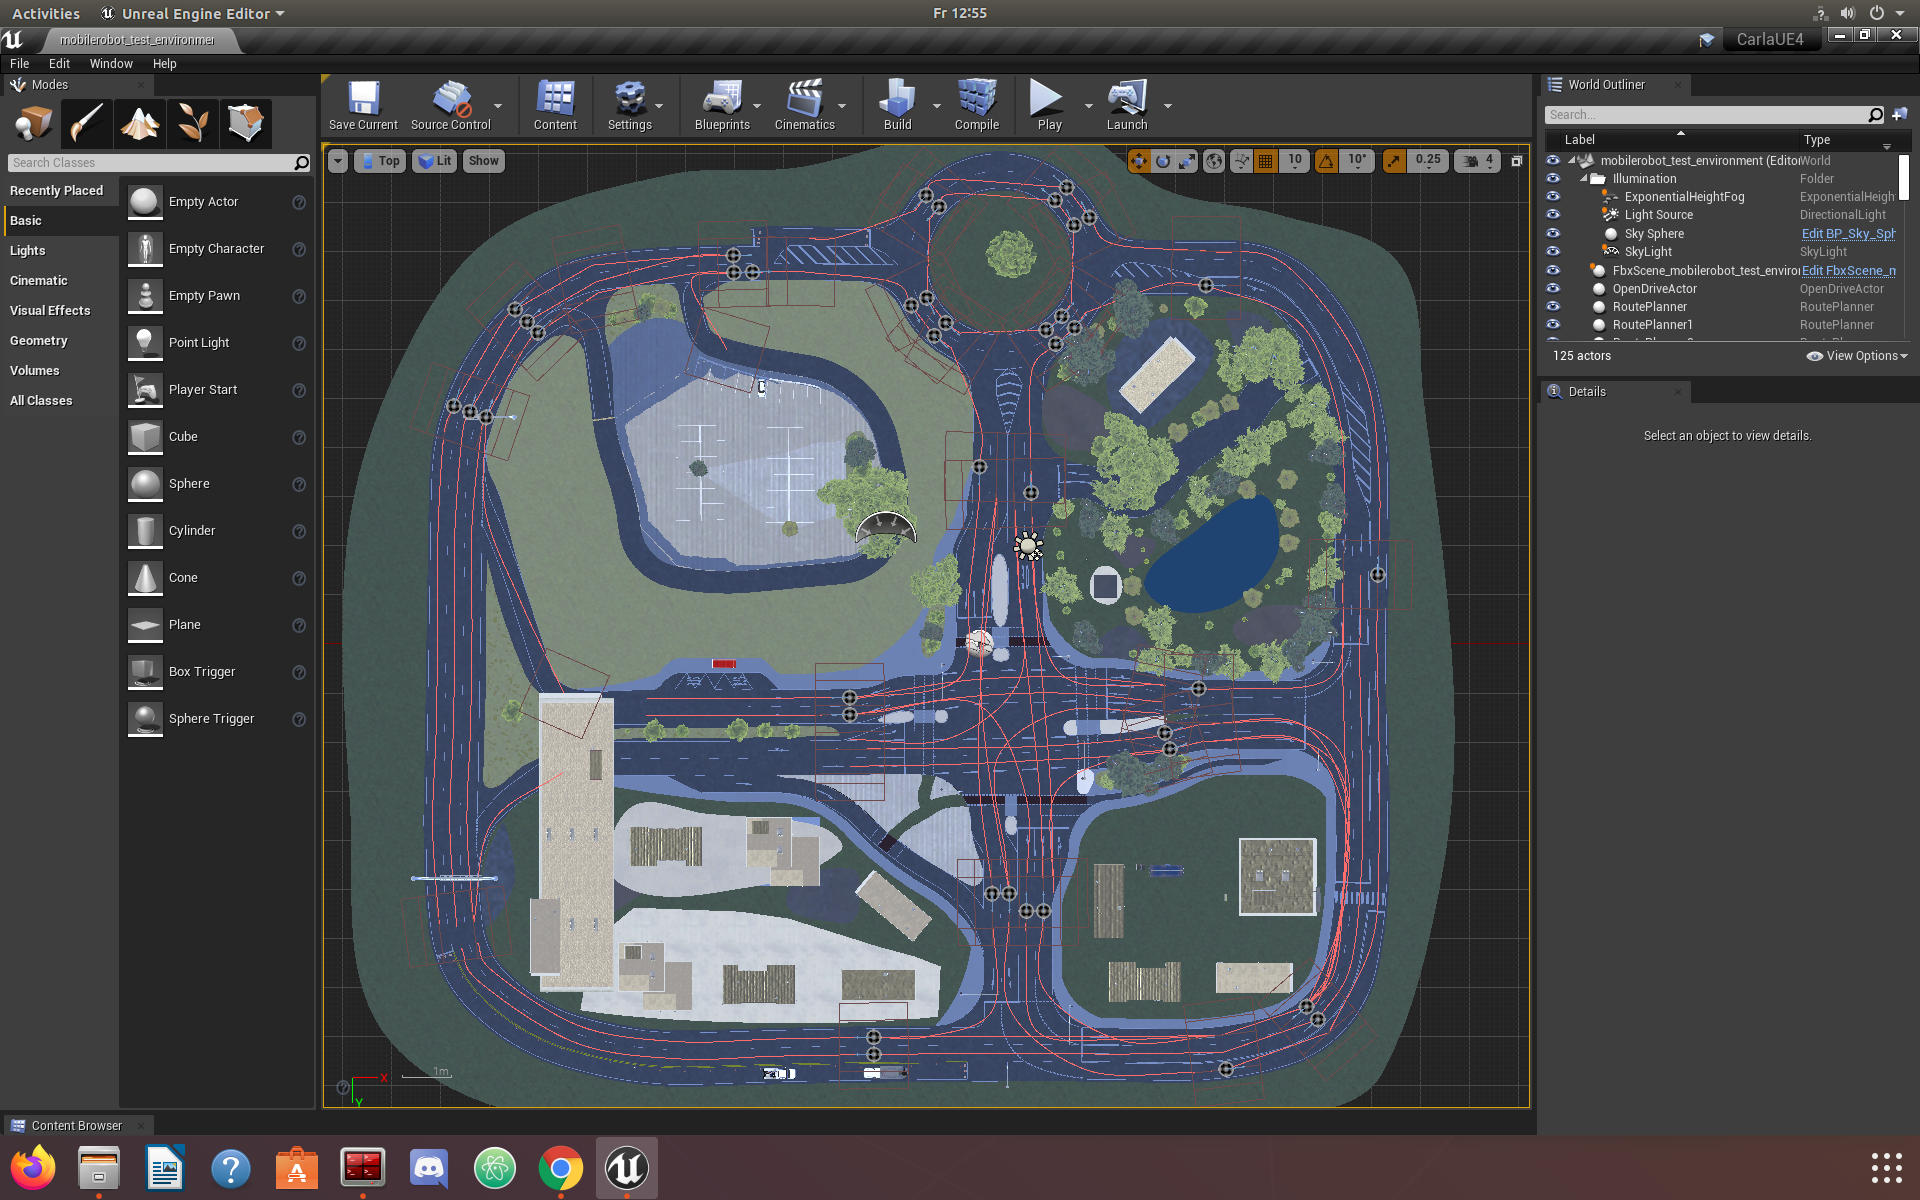 Activities
Unreal Engine Editor
Fr 12:55
mobilerobot_test_environmer
CarlaUE4
File Edit Window Help
Modes
Search Classes
Recently Placed
Basic
Lights
Cinematic
Visual Effects
Geometry
Volumes
All Classes
Empty Actor
Empty Character
Empty Pawn
Point Light
Player Start
Cube
Sphere
Cylinder
Cone
Plane
Box Trigger
Sphere Trigger
Save Current
Source Control
Content
Settings
Blueprints
Cinematics
Build
Compile
Play
Launch
Top
Lit
Show
10
10°
0.25
4
1m
X
Y
World Outliner
Search...
Label Type
mobilerobot_test_environment (Edito World
Illumination Folder
ExponentialHeightFog ExponentialHeigh
Light Source DirectionalLight
Sky Sphere Edit BP_Sky_Sph
SkyLight SkyLight
FbxScene_mobilerobot_test_enviro Edit FbxScene_n
OpenDriveActor OpenDriveActor
RoutePlanner RoutePlanner
RoutePlanner1 RoutePlanner
125 actors
View Options
Details
Select an object to view details.
Content Browser